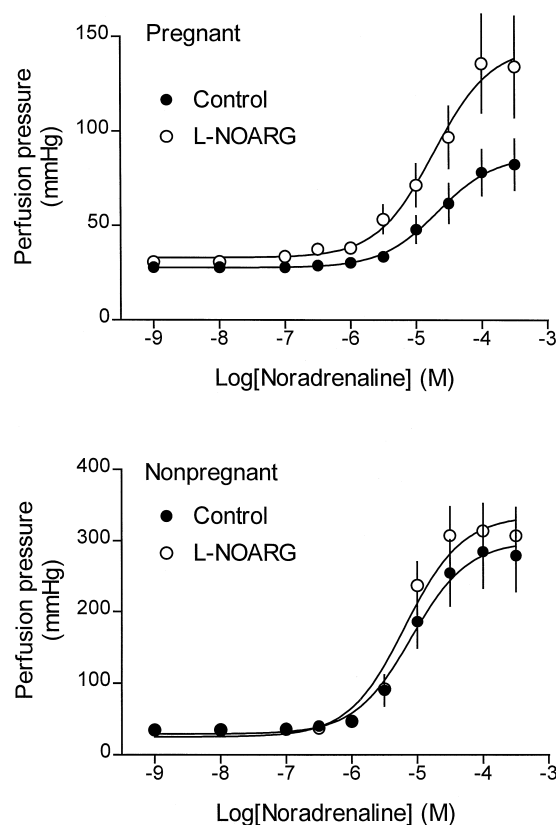 Pregnant
Control
L-NOARG
Perfusion pressure
(mmHg)
150
100
50
0
-9 -8 -7 -6 -5 -4 -3
Log[Noradrenaline] (M)
Nonpregnant
Control
L-NOARG
Perfusion pressure
(mmHg)
400
300
200
100
0
-9 -8 -7 -6 -5 -4 -3
Log[Noradrenaline] (M)